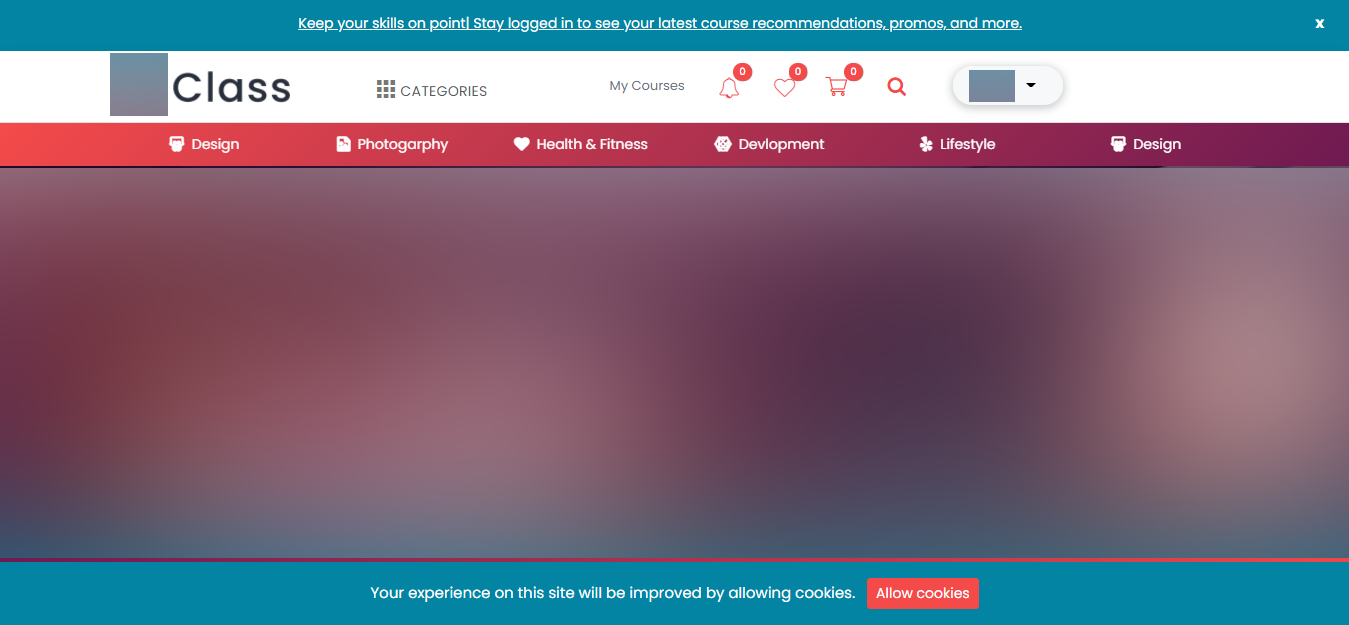 Keep your skills on point| Stay logged in to see your latest course recommendations, promos, and more.
x
Class
CATEGORIES
My Courses
0
0
0
Design
Photogarphy
Health & Fitness
Devlopment
Lifestyle
Design
Your experience on this site will be improved by allowing cookies.
Allow cookies